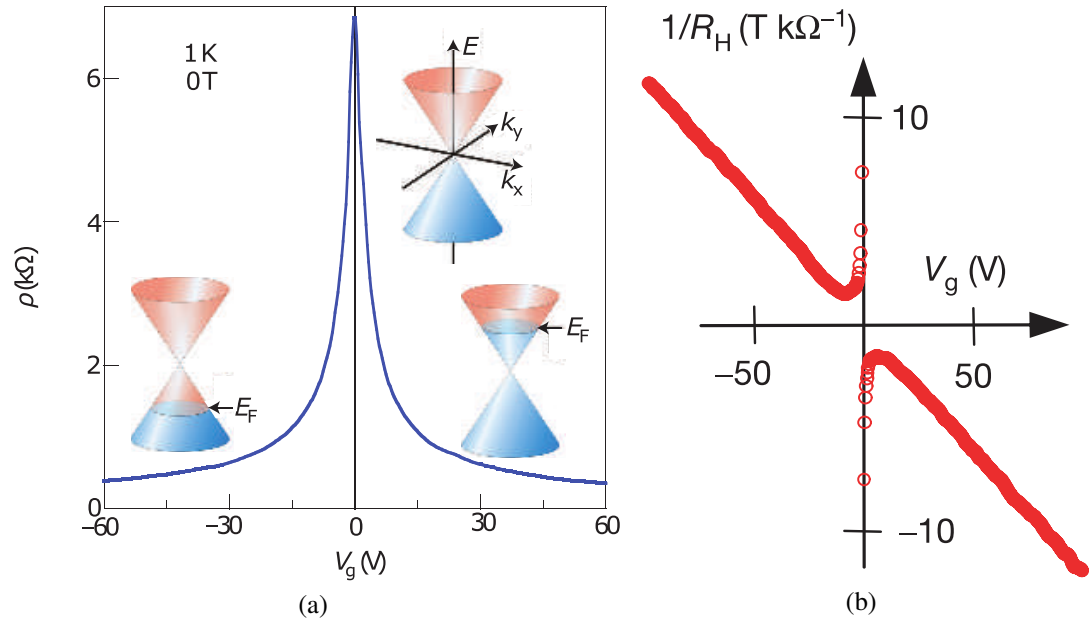 1 K
0T
E
k_y
k_x
6
4
2
0
ρ (kΩ)
E_F
E_F
−60
−30
0
30
60
V_g (V)
(a)
1/R_H (T kΩ⁻¹)
10
V_g (V)
−50
50
−10
(b)